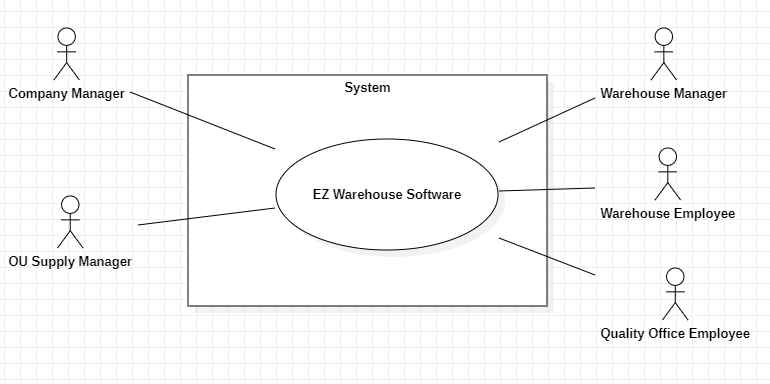 Company Manager
System
Warehouse Manager
EZ Warehouse Software
Warehouse Employee
OU Supply Manager
Quality Office Employee